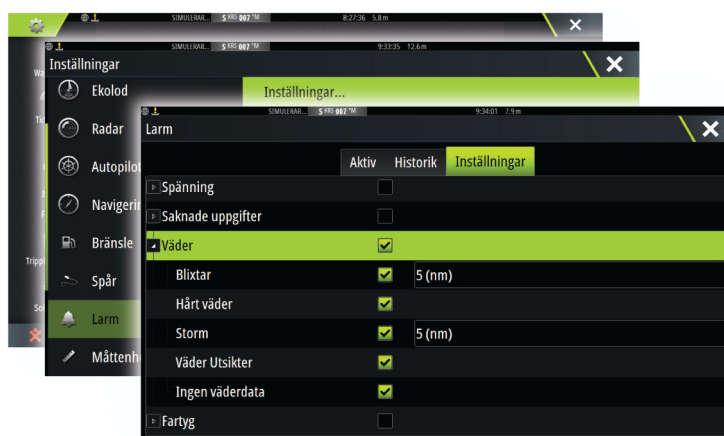 SIMULERAR... S KRS 007 °M 8:27:36 5.8 m
SIMULERAR... S KRS 007 °M 9:33:35 12.6 m
Inställningar
Ekolod
Inställningar...
Radar
Autopilot
Navigerin
Bränsle
Spår
Larm
Måttenh
SIMULERAR... S KRS 007 °M 9:34:01 7.9 m
Larm
Aktiv Historik Inställningar
Spänning
Saknade uppgifter
Väder
Blixtar 5 (nm)
Hårt väder
Storm 5 (nm)
Väder Utsikter
Ingen väderdata
Fartyg